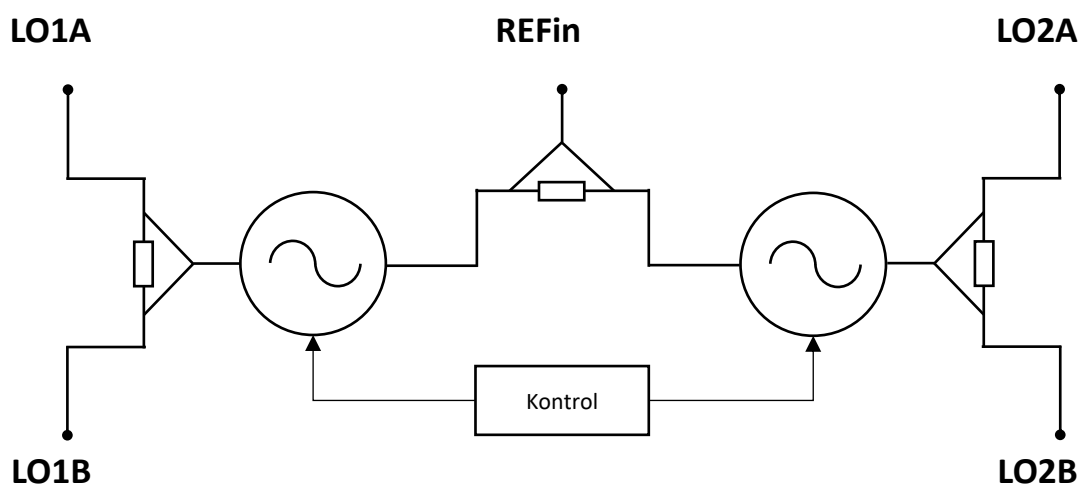 LO1A
REFin
LO2A
Kontrol
LO1B
LO2B